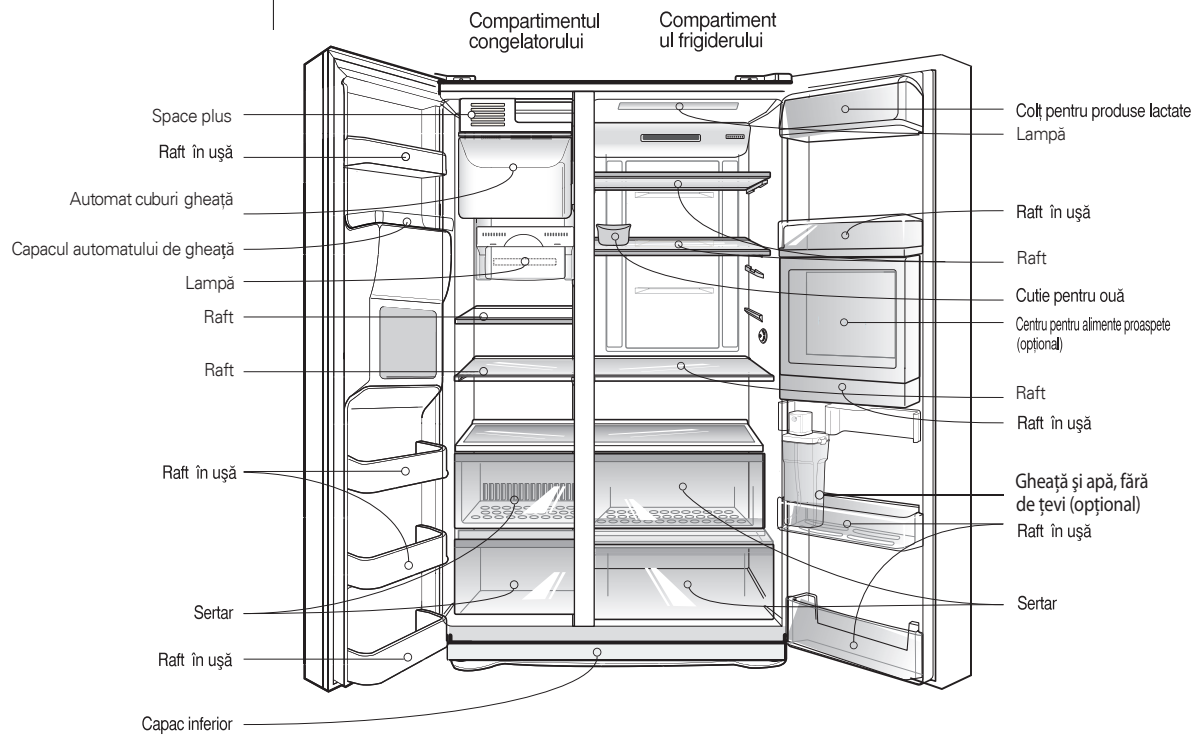 Compartimentul
congelatorului
Compartiment
ul frigiderului
Space plus
Raft în uşă
Automat cuburi gheaţă
Capacul automatului de gheaţă
Lampă
Raft
Raft
Raft în uşă
Sertar
Raft în uşă
Capac inferior
Colţ pentru produse lactate
Lampă
Raft în uşă
Raft
Cutie pentru ouă
Centru pentru alimente proaspete
(opţional)
Raft
Raft în uşă
Gheaţă şi apă, fără
de ţevi (opţional)
Raft în uşă
Sertar